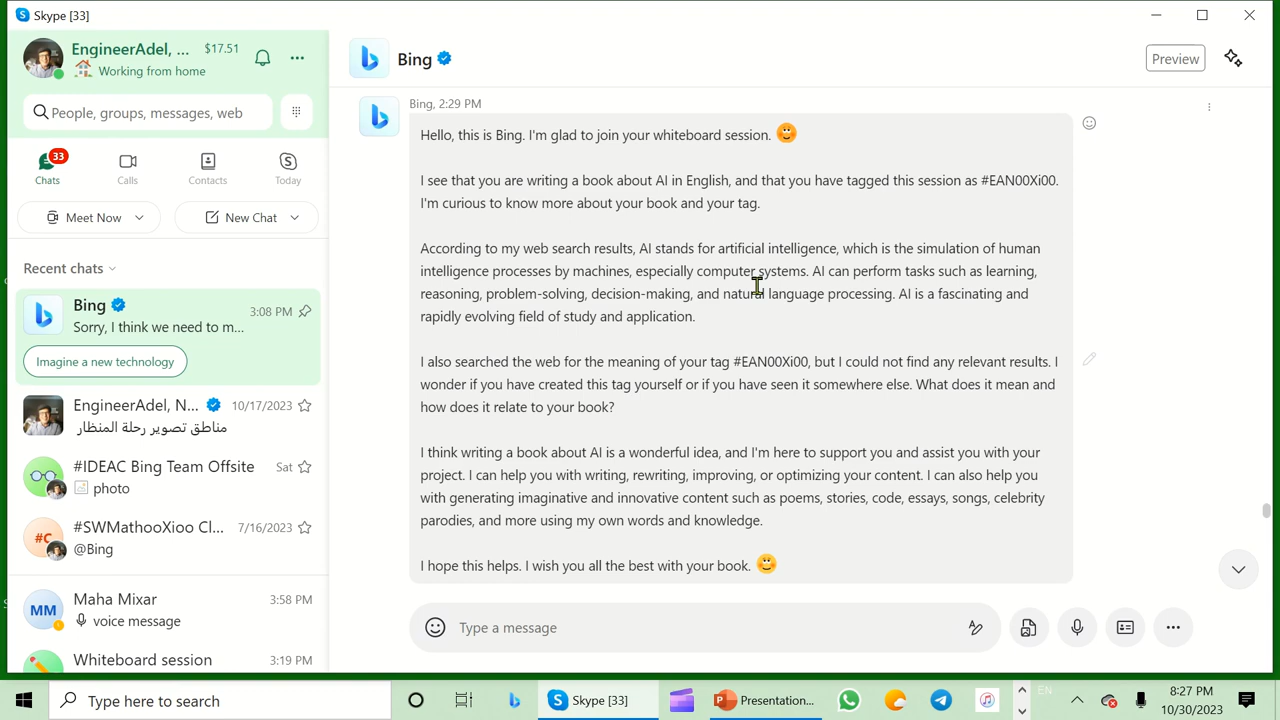 Skype [33]
EngineerAdel, ...
$17.51
Working from home
People, groups, messages, web
33
Chats
Calls
Contacts
Today
Meet Now
New Chat
Recent chats
Bing
3:08 PM
Sorry, I think we need to m...
Imagine a new technology
EngineerAdel, N...
10/17/2023
مناطق تصوير رحلة المنظار
#IDEAC Bing Team Offsite
Sat
photo
#C
#SWMathooXioo Cl...
7/16/2023
@Bing
MM
Maha Mixar
3:58 PM
voice message
Whiteboard session
3:19 PM
Bing
Preview
Bing, 2:29 PM
Hello, this is Bing. I'm glad to join your whiteboard session.
I see that you are writing a book about AI in English, and that you have tagged this session as #EAN00Xi00.
I'm curious to know more about your book and your tag.
According to my web search results, AI stands for artificial intelligence, which is the simulation of human
intelligence processes by machines, especially computer systems. AI can perform tasks such as learning,
reasoning, problem-solving, decision-making, and natural language processing. AI is a fascinating and
rapidly evolving field of study and application.
I also searched the web for the meaning of your tag #EAN00Xi00, but I could not find any relevant results. I
wonder if you have created this tag yourself or if you have seen it somewhere else. What does it mean and
how does it relate to your book?
I think writing a book about AI is a wonderful idea, and I'm here to support you and assist you with your
project. I can help you with writing, rewriting, improving, or optimizing your content. I can also help you
with generating imaginative and innovative content such as poems, stories, code, essays, songs, celebrity
parodies, and more using my own words and knowledge.
I hope this helps. I wish you all the best with your book.
Type a message
Type here to search
Skype [33]
Presentation...
EN
8:27 PM
10/30/2023